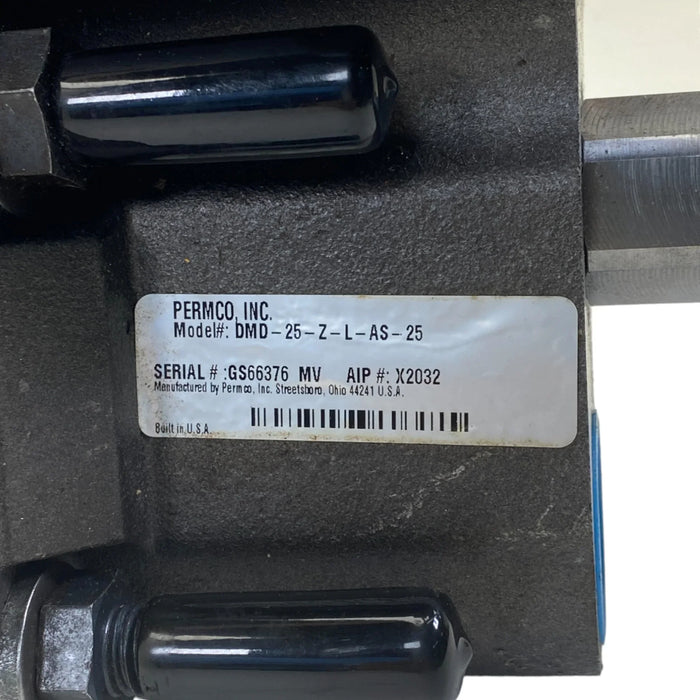 PERMCO, INC.
Model#: DMD-25-Z-L-AS-25
SERIAL # :GS66376 MV AIP #: X2032
Manufactured by Permco, Inc. Streetsboro, Ohio 44241 U.S.A.
Built in U.S.A.